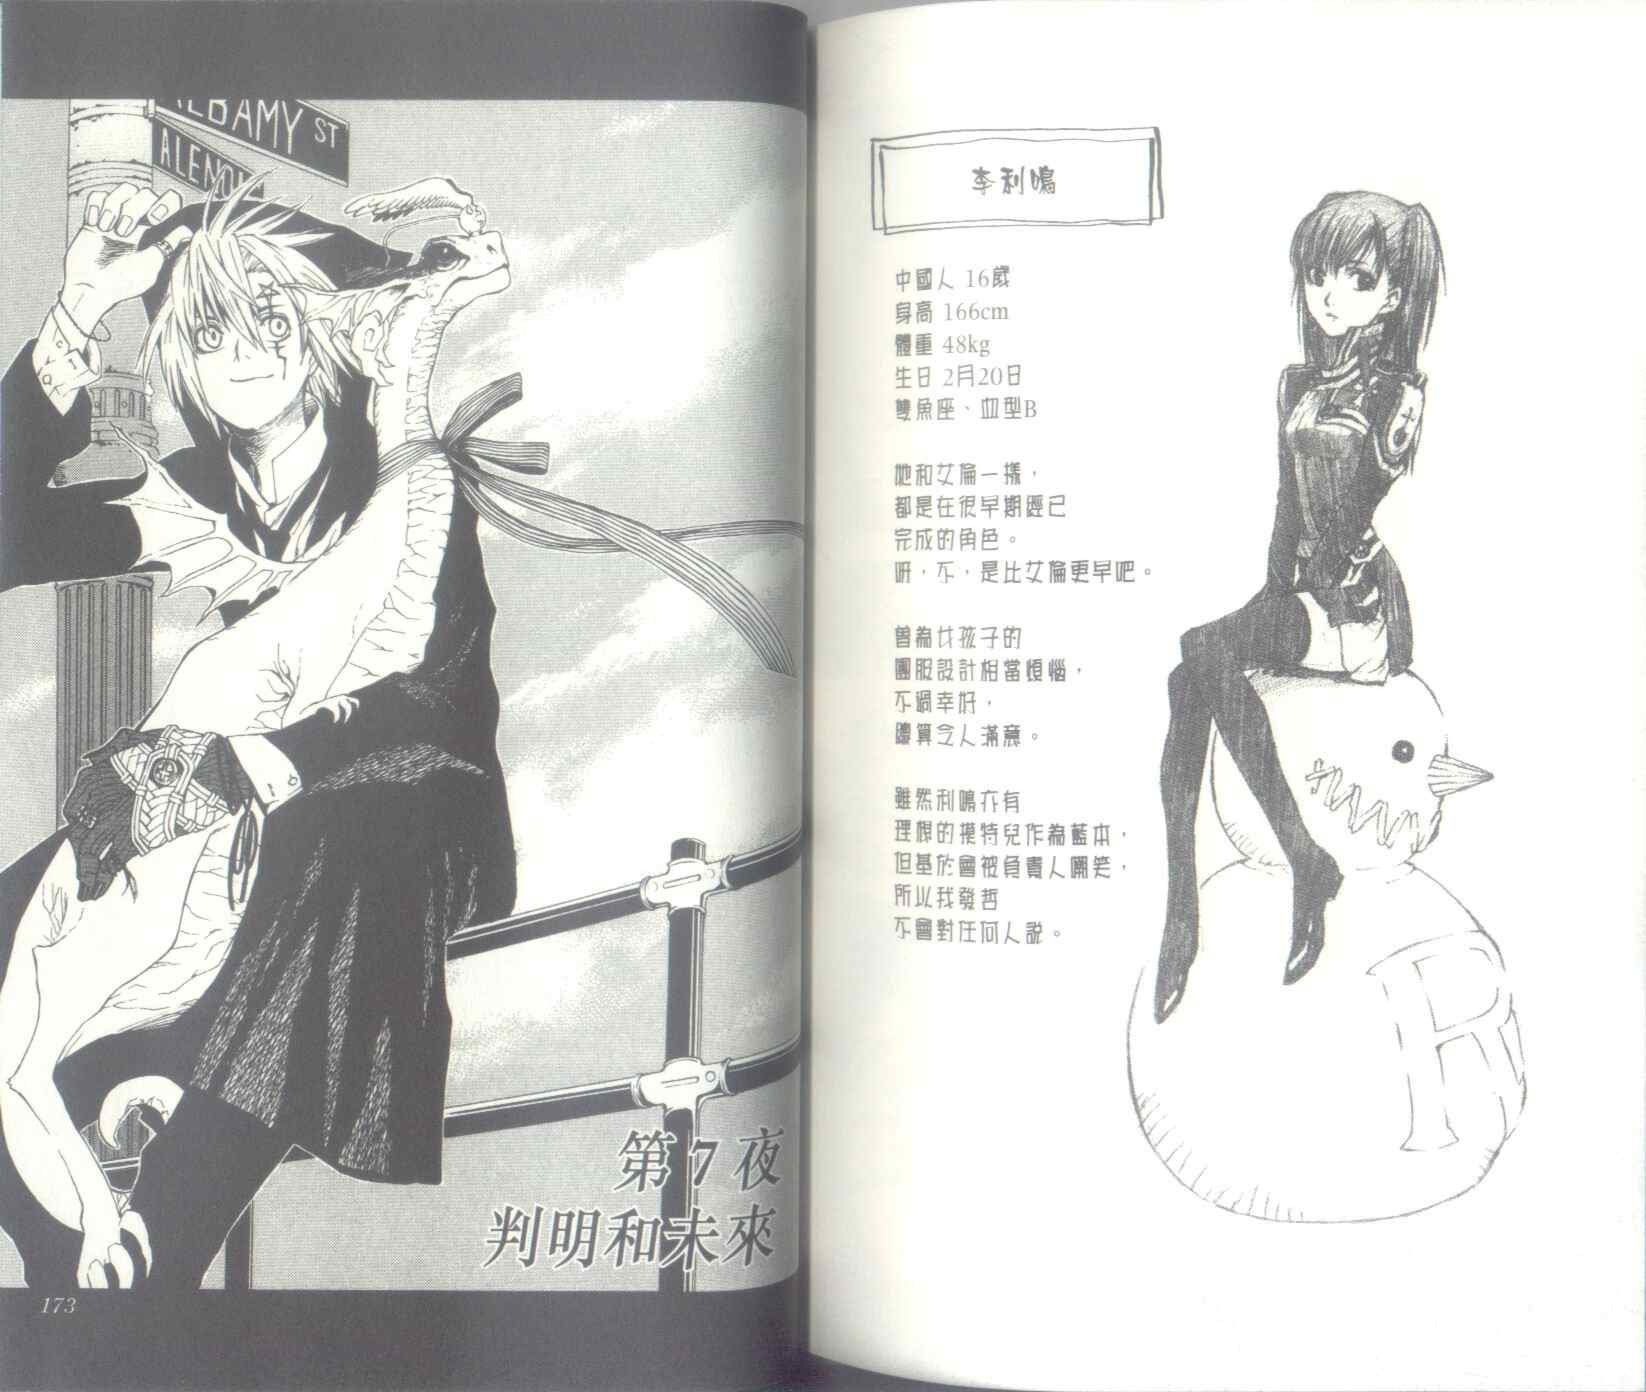 李利鳴
中國人 16歲
身高 166cm
體重 48kg
生日 2月20日
雙魚座、血型B
她和艾倫一樣，
都是在很早期經已
完成的角色。
呀，不，是比艾倫更早吧。
曾為女孩子的
團服設計相當煩惱，
不過幸好，
總算令人滿意。
雖然利鳴亦有
理想的模特兒作為藍本，
但基於會被負責人嘲笑，
所以我發誓
不會對任何人說。
EBAMY ST
ALENO
第7夜
判明和未來
173